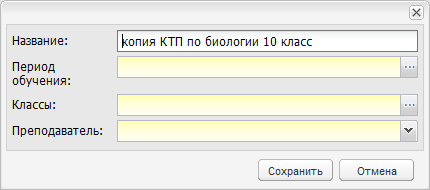 Название: копия КТП по биологии 10 класс
Период
обучения:
Классы:
Преподаватель:
Сохранить Отмена